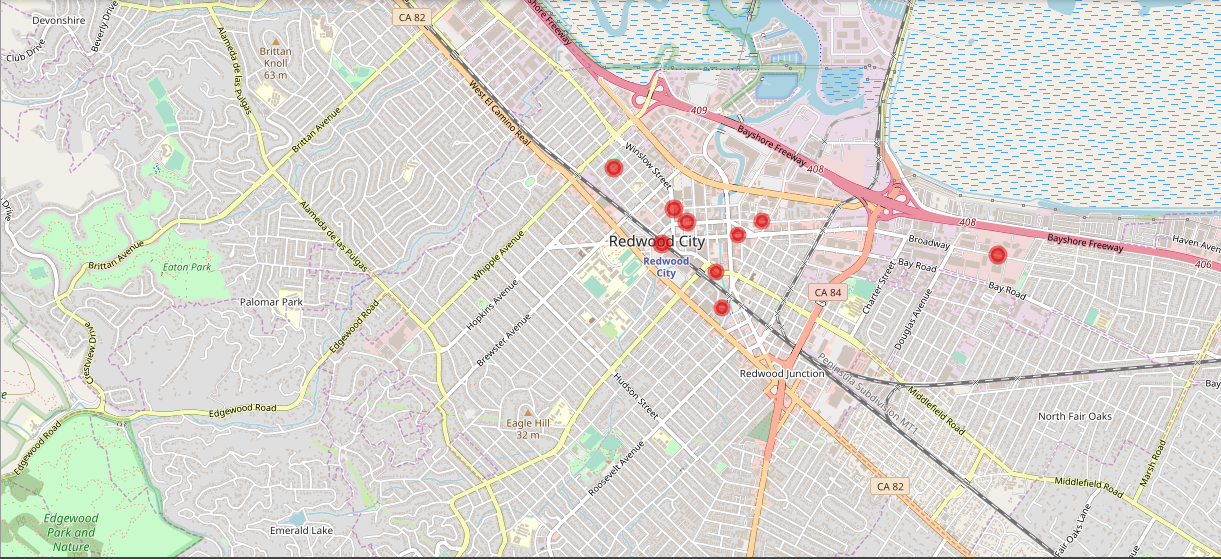 Devonshire
Club Drive
Beverly Drive
CA 82
Shore Freeway
Brittan
Knoll
63 m
Alameda de las Pulgas
Brittan Avenue
West El Camino Real
409
Bayshore Freeway
408
Winslow Street
Drive
Alameda de las Pulgas
Brittan Avenue
Eaton Park
Whipple Avenue
Redwood City
Redwood
City
408
Broadway
Bayshore Freeway
Haven Aven
406
Bay Road
Bay Road
Charter Street
CA 84
Palomar Park
Hopkins Avenue
Brewster Avenue
Edgewood Road
Crestview Drive
Douglas Avenue
Peninsula Subdivision MT1
Redwood Junction
Hudson Street
Bay
e
Edgewood Road
Edgewood Road
Eagle Hill
32 m
Middlefield Road
North Fair Oaks
Roosevelt Avenue
Marsh Road
CA 82
Middlefield Road
Edgewood
Park and
Nature
Emerald Lake
Fair Oaks Lane
nue